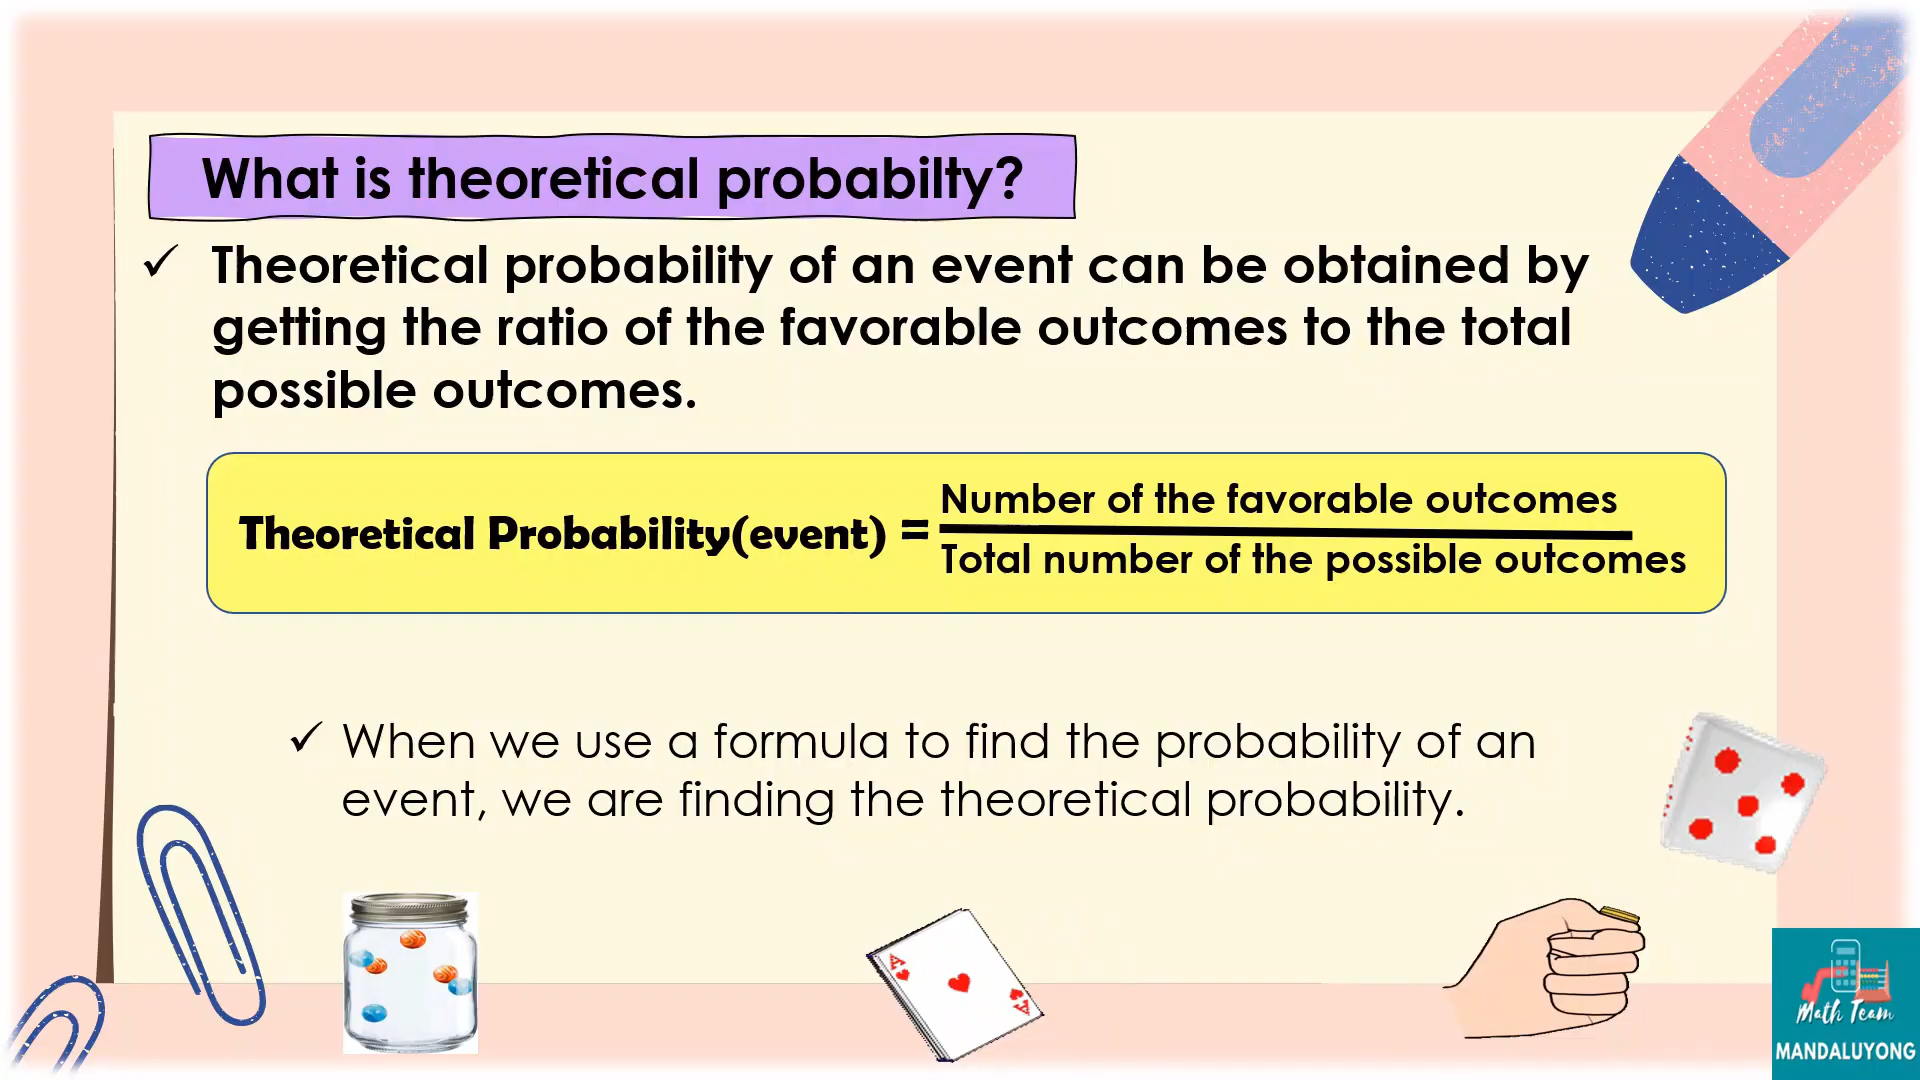 What is theoretical probabilty?
✓ Theoretical probability of an event can be obtained by
getting the ratio of the favorable outcomes to the total
possible outcomes.
Theoretical Probability(event) = Number of the favorable outcomes
Total number of the possible outcomes
✓ When we use a formula to find the probability of an
event, we are finding the theoretical probability.
A
A
Math Team
MANDALUYONG